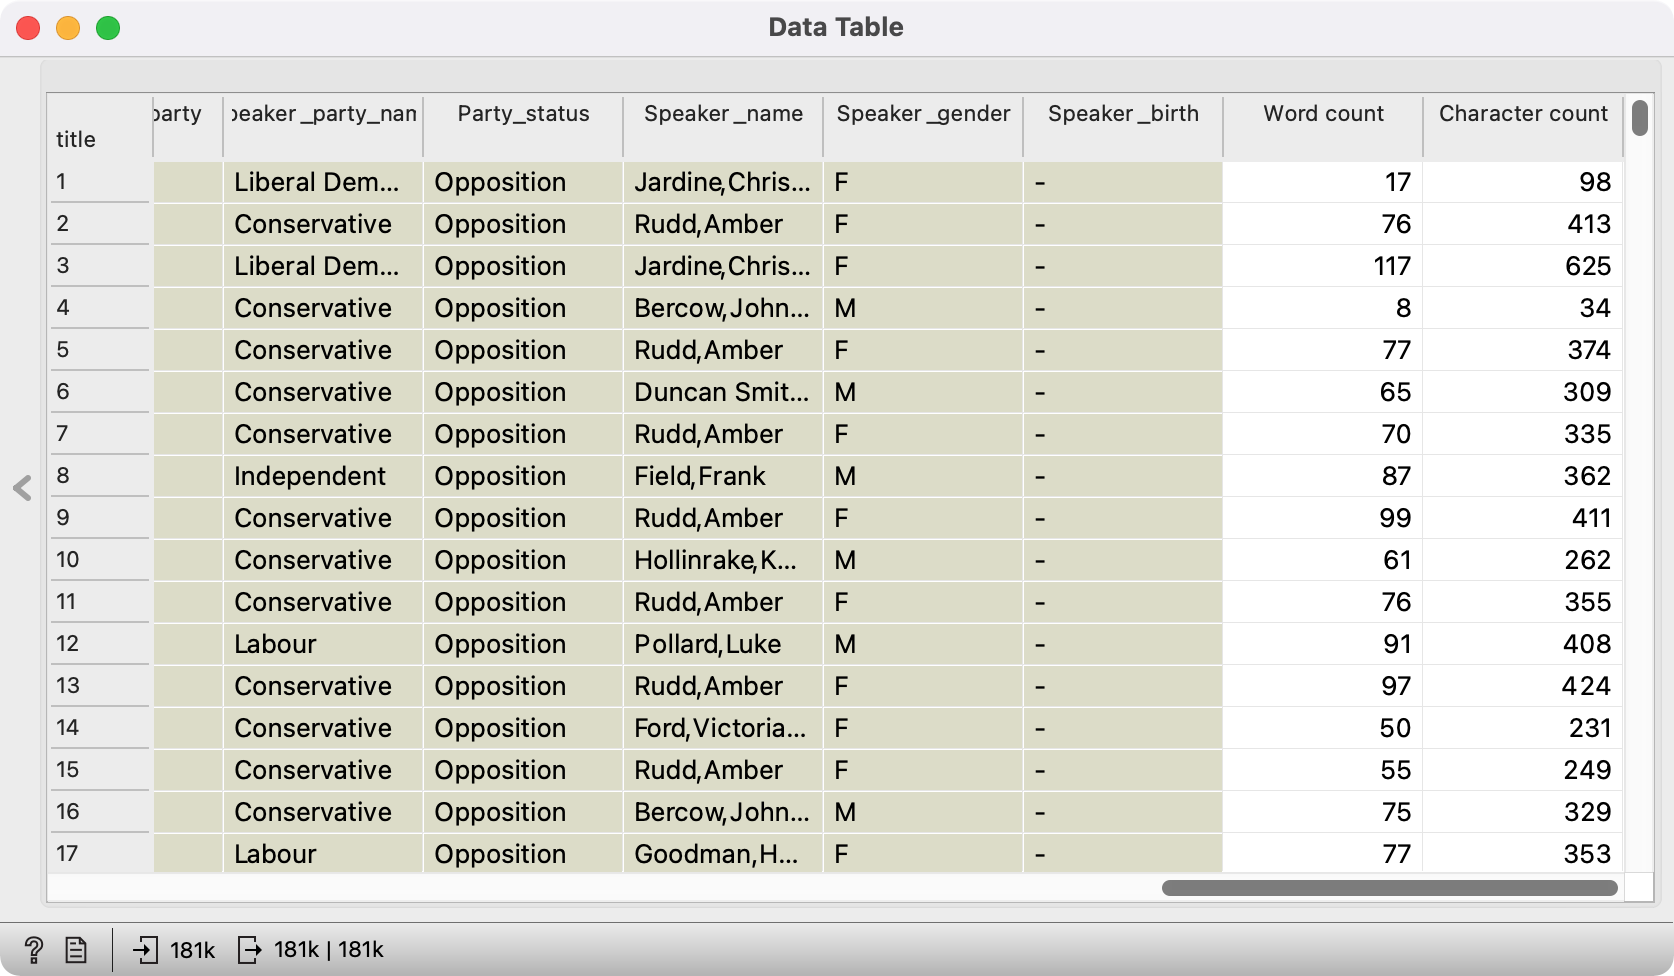 Data Table
title party peaker_party_nam Party_status Speaker_name Speaker_gender Speaker_birth Word count Character count
1 Liberal Dem... Opposition Jardine,Chris... F - 17 98
2 Conservative Opposition Rudd,Amber F - 76 413
3 Liberal Dem... Opposition Jardine,Chris... F - 117 625
4 Conservative Opposition Bercow,John... M - 8 34
5 Conservative Opposition Rudd,Amber F - 77 374
6 Conservative Opposition Duncan Smit... M - 65 309
7 Conservative Opposition Rudd,Amber F - 70 335
8 Independent Opposition Field,Frank M - 87 362
9 Conservative Opposition Rudd,Amber F - 99 411
10 Conservative Opposition Hollinrake,K... M - 61 262
11 Conservative Opposition Rudd,Amber F - 76 355
12 Labour Opposition Pollard,Luke M - 91 408
13 Conservative Opposition Rudd,Amber F - 97 424
14 Conservative Opposition Ford,Victoria... F - 50 231
15 Conservative Opposition Rudd,Amber F - 55 249
16 Conservative Opposition Bercow,John... M - 75 329
17 Labour Opposition Goodman,H... F - 77 353
? 181k 181k | 181k